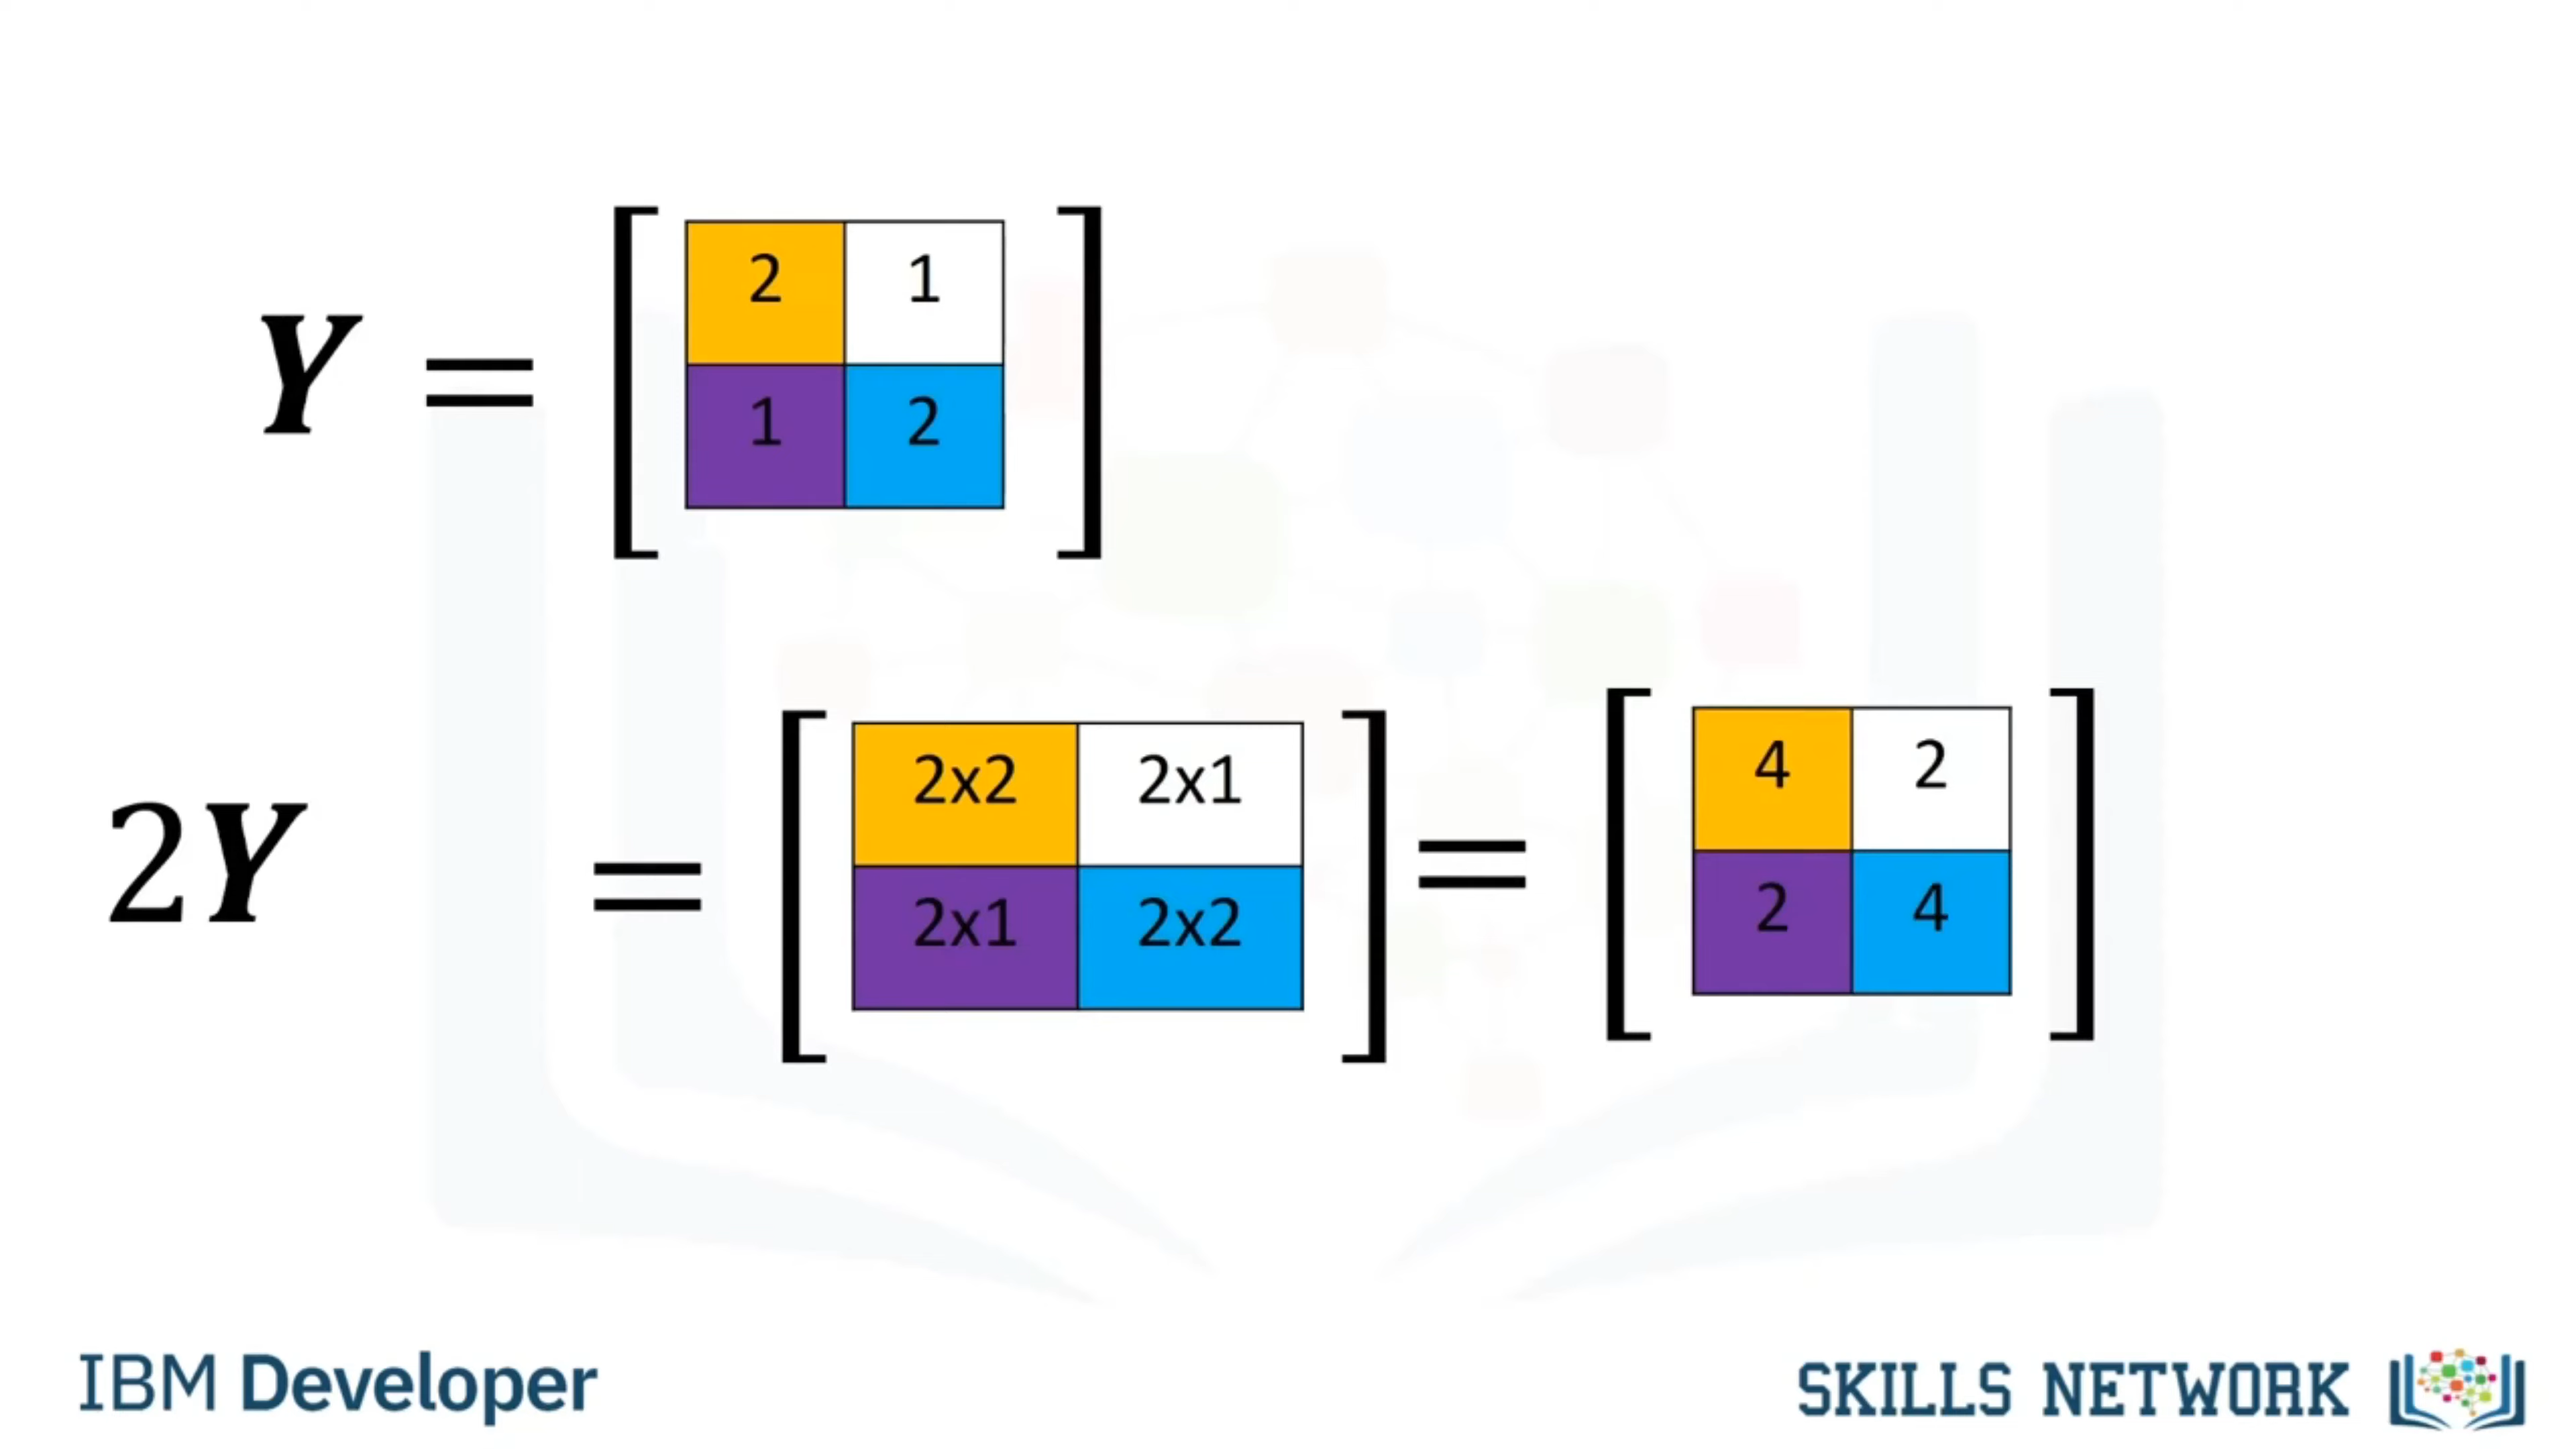 Y = [ 2 1
1 2 ]
2Y = [ 2x2 2x1
2x1 2x2 ] = [ 4 2
2 4 ]
IBM Developer
SKILLS NETWORK